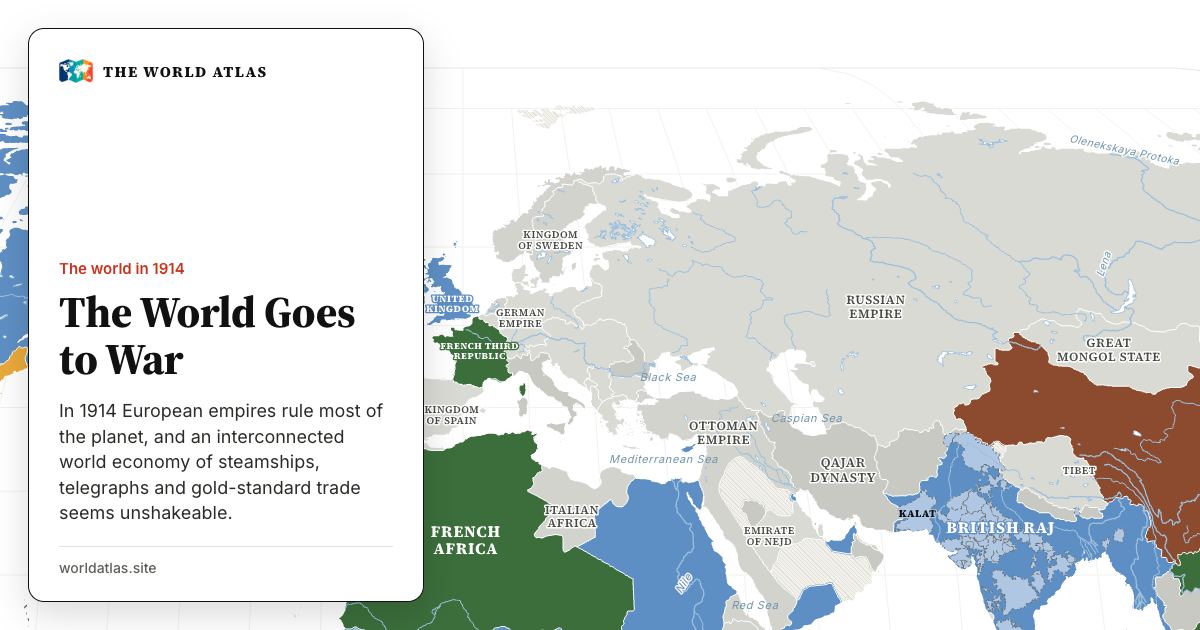 THE WORLD ATLAS
The world in 1914
The World Goes
to War
In 1914 European empires rule most of
the planet, and an interconnected
world economy of steamships,
telegraphs and gold-standard trade
seems unshakeable.
worldatlas.site
Olenekskaya Protoka
KINGDOM
OF SWEDEN
Lena
UNITED
KINGDOM
GERMAN
EMPIRE
RUSSIAN
EMPIRE
FRENCH THIRD
REPUBLIC
GREAT
MONGOL STATE
Black Sea
KINGDOM
OF SPAIN
Caspian Sea
OTTOMAN
EMPIRE
Mediterranean Sea
QAJAR
DYNASTY
TIBET
ITALIAN
AFRICA
KALAT
BRITISH RAJ
FRENCH
AFRICA
EMIRATE
OF NEJD
Nile
Red Sea